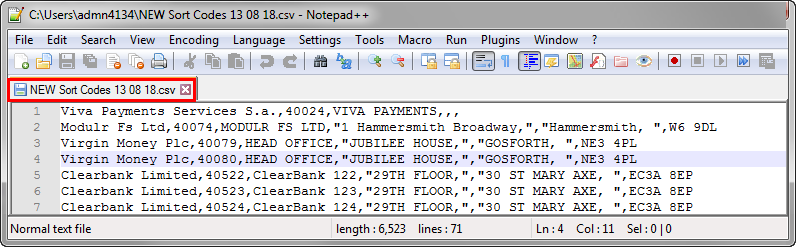 C:\Users\admn4134\NEW Sort Codes 13 08 18.csv - Notepad++
File Edit Search View Encoding Language Settings Tools Macro Run Plugins Window ?
NEW Sort Codes 13 08 18.csv
1 Viva Payments Services S.a.,40024,VIVA PAYMENTS,,,
2 Modulr Fs Ltd,40074,MODULR FS LTD,"1 Hammersmith Broadway,","Hammersmith, ",W6 9DL
3 Virgin Money Plc,40079,HEAD OFFICE,"JUBILEE HOUSE,","GOSFORTH, ",NE3 4PL
4 Virgin Money Plc,40080,HEAD OFFICE,"JUBILEE HOUSE,","GOSFORTH, ",NE3 4PL
5 Clearbank Limited,40522,ClearBank 122,"29TH FLOOR,","30 ST MARY AXE, ",EC3A 8EP
6 Clearbank Limited,40523,ClearBank 123,"29TH FLOOR,","30 ST MARY AXE, ",EC3A 8EP
7 Clearbank Limited,40524,ClearBank 124,"29TH FLOOR,","30 ST MARY AXE, ",EC3A 8EP
Normal text file length : 6,523 lines : 71 Ln : 4 Col : 11 Sel : 0 | 0